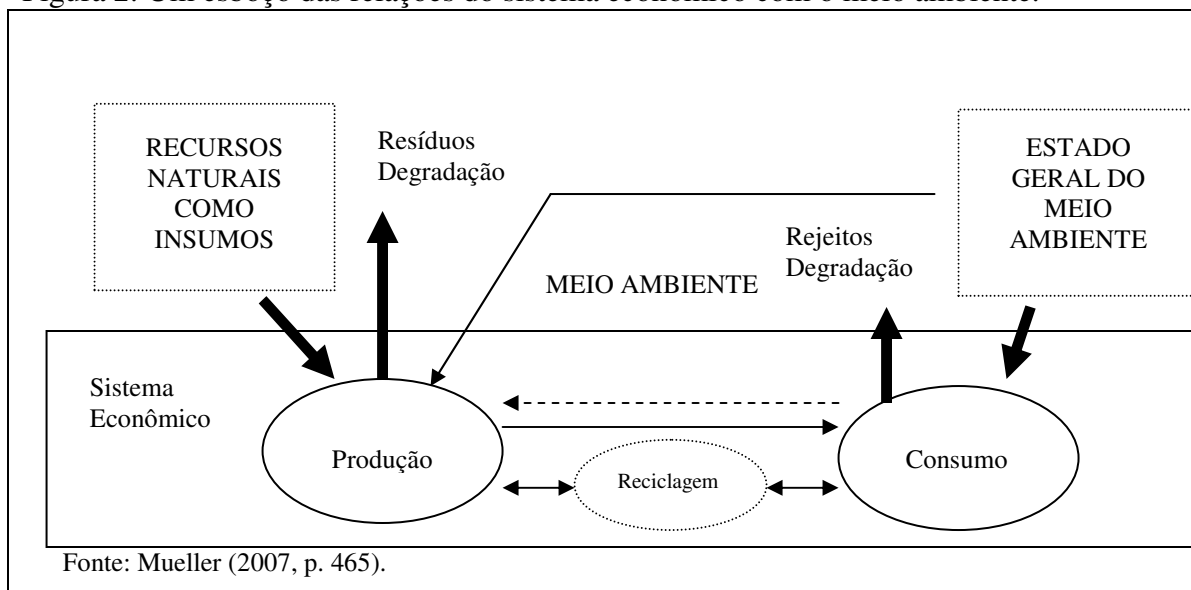 Figura 2: Um esboço das relações do sistema econômico com o meio ambiente.
RECURSOS
NATURAIS
COMO
INSUMOS
Resíduos
Degradação
ESTADO
GERAL DO
MEIO
AMBIENTE
Rejeitos
Degradação
MEIO AMBIENTE
Sistema
Econômico
Produção
Reciclagem
Consumo
Fonte: Mueller (2007, p. 465).